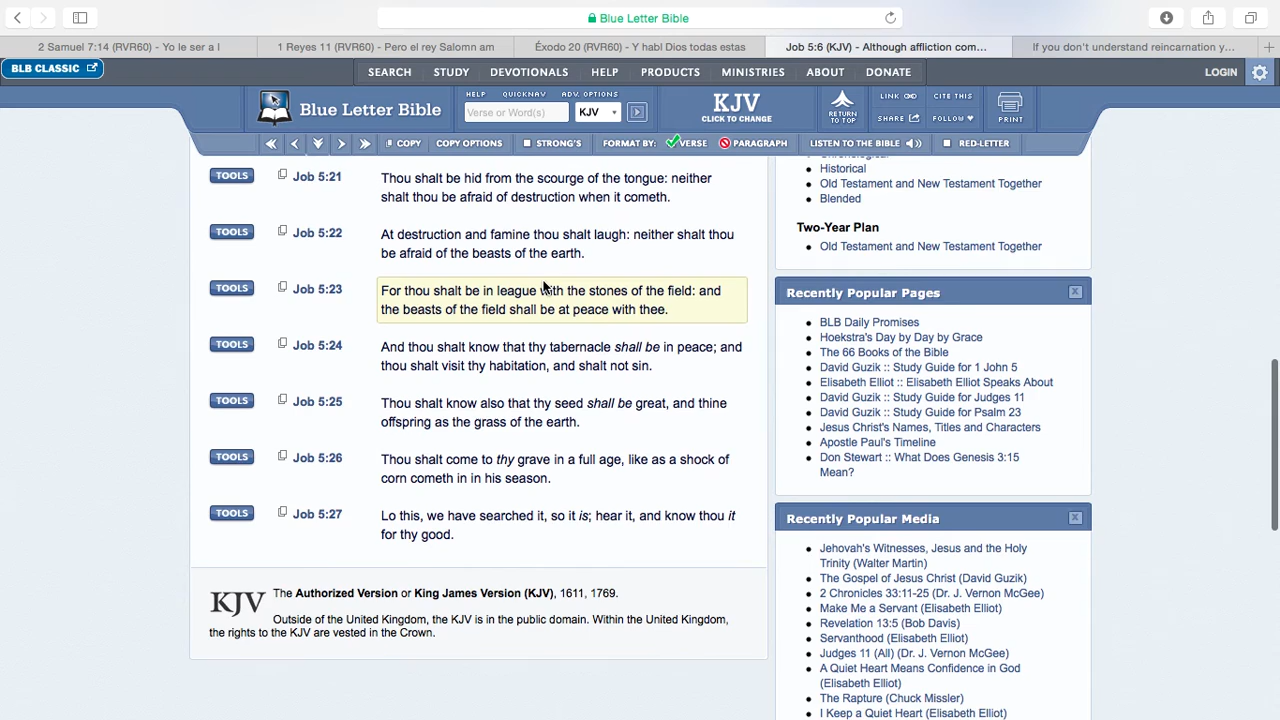 Blue Letter Bible
2 Samuel 7:14 (RVR60) - Yo le ser a l
1 Reyes 11 (RVR60) - Pero el rey Salomn am
Éxodo 20 (RVR60) - Y habl Dios todas estas
Job 5:6 (KJV) - Although affliction com…
If you don't understand reincarnation y…
BLB CLASSIC
SEARCH STUDY DEVOTIONALS HELP PRODUCTS MINISTRIES ABOUT DONATE
LOGIN
Blue Letter Bible
HELP QUICKNAV ADV. OPTIONS
Verse or Word(s)
KJV
KJV
CLICK TO CHANGE
RETURN
TO TOP
LINK CITE THIS
SHARE FOLLOW
PRINT
COPY COPY OPTIONS STRONG'S FORMAT BY: VERSE PARAGRAPH LISTEN TO THE BIBLE RED-LETTER
TOOLS Job 5:21 Thou shalt be hid from the scourge of the tongue: neither
shalt thou be afraid of destruction when it cometh.
TOOLS Job 5:22 At destruction and famine thou shalt laugh: neither shalt thou
be afraid of the beasts of the earth.
TOOLS Job 5:23 For thou shalt be in league with the stones of the field: and
the beasts of the field shall be at peace with thee.
TOOLS Job 5:24 And thou shalt know that thy tabernacle shall be in peace; and
thou shalt visit thy habitation, and shalt not sin.
TOOLS Job 5:25 Thou shalt know also that thy seed shall be great, and thine
offspring as the grass of the earth.
TOOLS Job 5:26 Thou shalt come to thy grave in a full age, like as a shock of
corn cometh in in his season.
TOOLS Job 5:27 Lo this, we have searched it, so it is; hear it, and know thou it
for thy good.
KJV
The Authorized Version or King James Version (KJV), 1611, 1769.
Outside of the United Kingdom, the KJV is in the public domain. Within the United Kingdom,
the rights to the KJV are vested in the Crown.
Chronological
Historical
Old Testament and New Testament Together
Blended
Two-Year Plan
Old Testament and New Testament Together
Recently Popular Pages
BLB Daily Promises
Hoekstra's Day by Day by Grace
The 66 Books of the Bible
David Guzik :: Study Guide for 1 John 5
Elisabeth Elliot :: Elisabeth Elliot Speaks About
David Guzik :: Study Guide for Judges 11
David Guzik :: Study Guide for Psalm 23
Jesus Christ's Names, Titles and Characters
Apostle Paul's Timeline
Don Stewart :: What Does Genesis 3:15
Mean?
Recently Popular Media
Jehovah's Witnesses, Jesus and the Holy
Trinity (Walter Martin)
The Gospel of Jesus Christ (David Guzik)
2 Chronicles 33:11-25 (Dr. J. Vernon McGee)
Make Me a Servant (Elisabeth Elliot)
Revelation 13:5 (Bob Davis)
Servanthood (Elisabeth Elliot)
Judges 11 (All) (Dr. J. Vernon McGee)
A Quiet Heart Means Confidence in God
(Elisabeth Elliot)
The Rapture (Chuck Missler)
I Keep a Quiet Heart (Elisabeth Elliot)